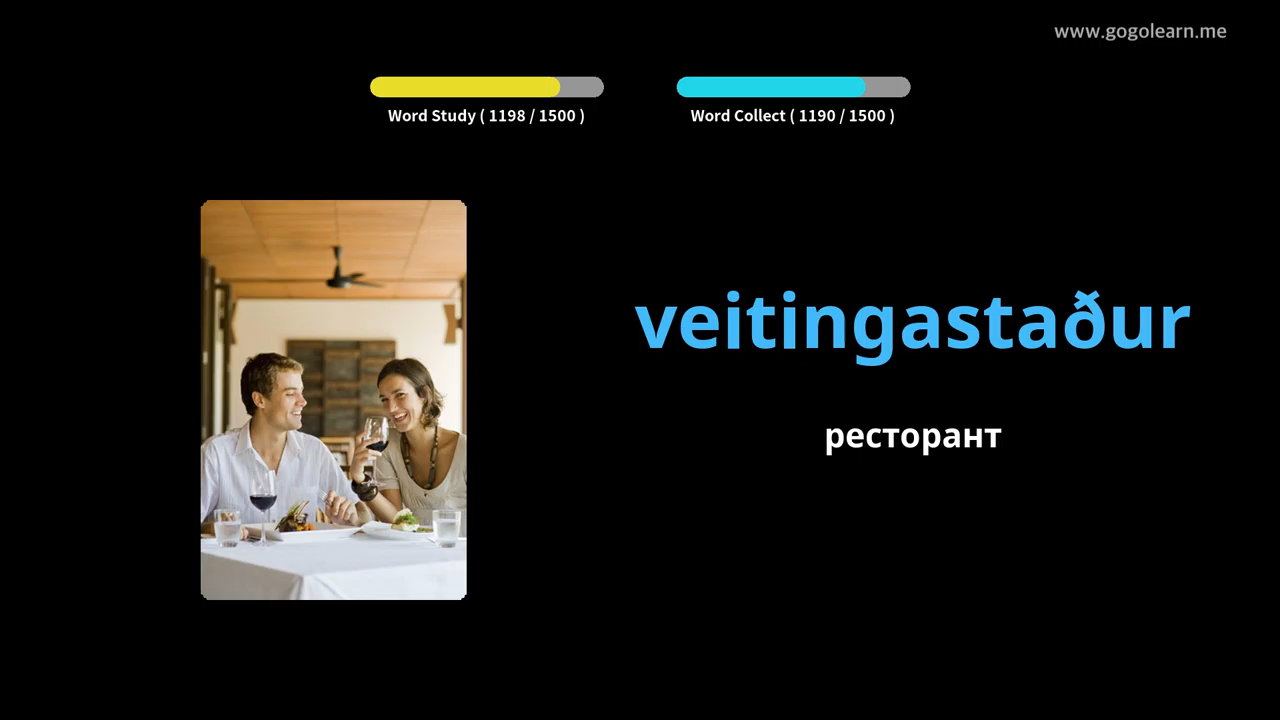 www.gogolearn.me
Word Study ( 1198 / 1500 )
Word Collect ( 1190 / 1500 )
veitingastaður
ресторант